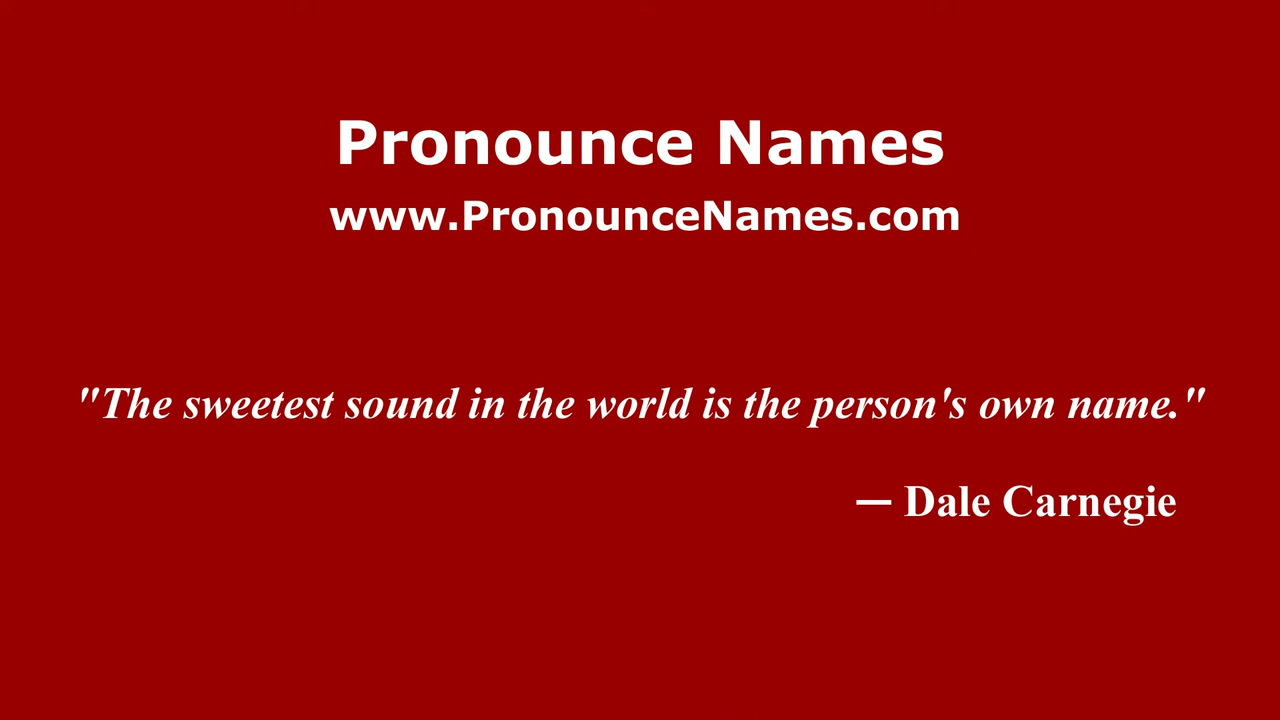 Pronounce Names
www.PronounceNames.com
"The sweetest sound in the world is the person's own name."
— Dale Carnegie